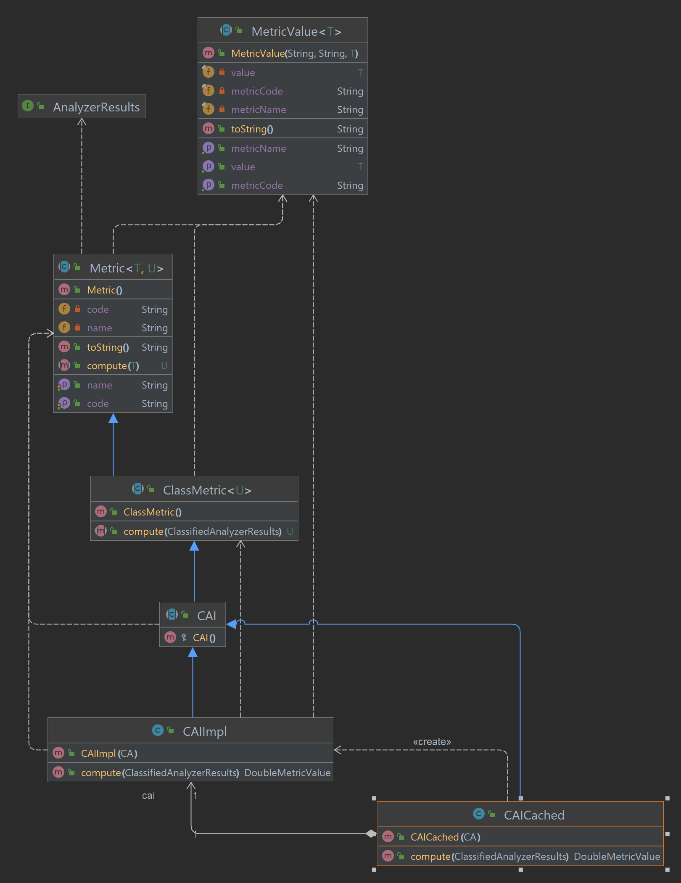 MetricValue<T>
MetricValue(String, String, T)
value T
metricCode String
metricName String
toString() String
metricName String
value T
metricCode String
AnalyzerResults
Metric<T, U>
Metric()
code String
name String
toString() String
compute(T) U
name String
code String
ClassMetric<U>
ClassMetric()
compute(ClassifiedAnalyzerResults) U
CAI
CAI()
CAIImpl
CAIImpl(CA)
compute(ClassifiedAnalyzerResults) DoubleMetricValue
«create»
cai 1
1
CAICached
CAICached(CA)
compute(ClassifiedAnalyzerResults) DoubleMetricValue